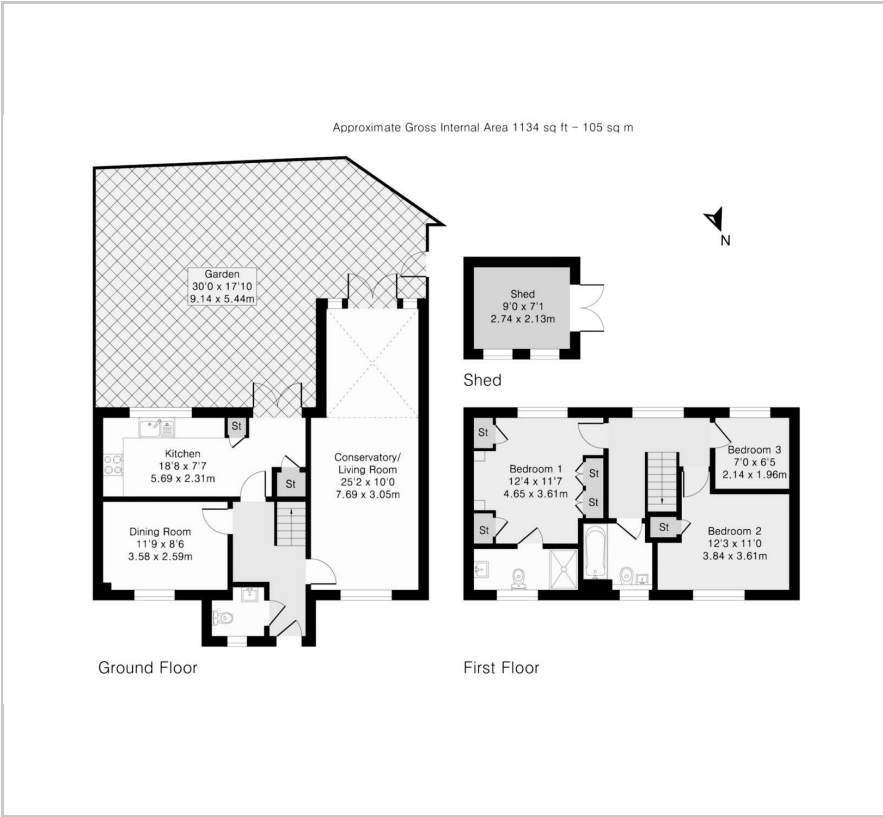 Approximate Gross Internal Area 1134 sq ft - 105 sq m
N
Garden
30'0 x 17'10
9.14 x 5.44m
Shed
9'0 x 7'1
2.74 x 2.13m
Shed
St
Kitchen
18'8 x 7'7
5.69 x 2.31m
St
Conservatory/
Living Room
25'2 x 10'0
7.69 x 3.05m
Dining Room
11'9 x 8'6
3.58 x 2.59m
Ground Floor
St
Bedroom 1
12'4 x 11'7
4.65 x 3.61m
St
St
St
Bedroom 3
7'0 x 6'5
2.14 x 1.96m
St
Bedroom 2
12'3 x 11'0
3.84 x 3.61m
First Floor